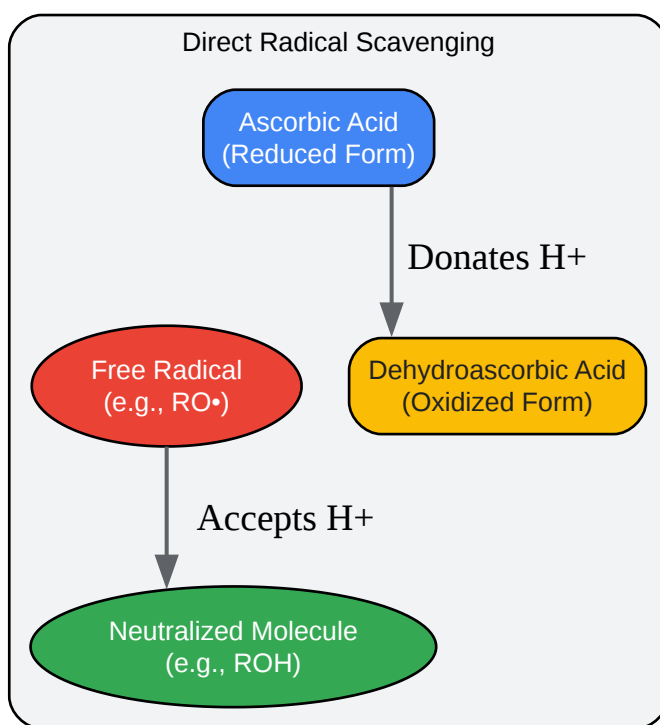 Direct Radical Scavenging
Ascorbic Acid
(Reduced Form)
Donates H+
Free Radical
(e.g., RO•)
Dehydroascorbic Acid
(Oxidized Form)
Accepts H+
Neutralized Molecule
(e.g., ROH)